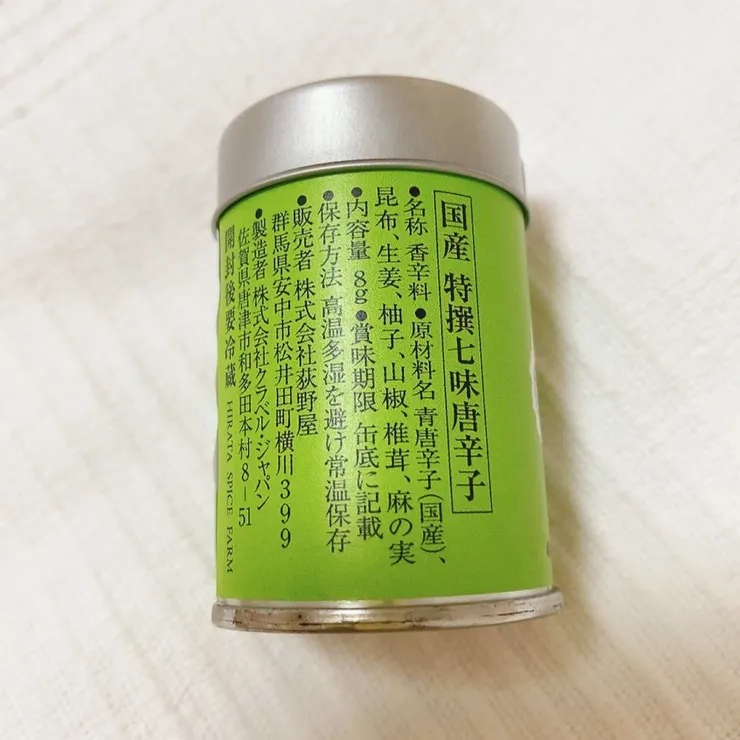 国産 特撰七味唐辛子
●名称 香辛料●原材料名 青唐辛子(国産)、
昆布、生姜、柚子、山椒、椎茸、麻の実
●内容量 8g●賞味期限 缶底に記載
●保存方法 高温多湿を避け常温保存
●販売者 株式会社荻野屋
群馬県安中市松井田町横川399
●製造者 株式会社クラベル・ジャパン
佐賀県唐津市和多田本村8-51
開封後要冷蔵 HIRATA SPICE FARM